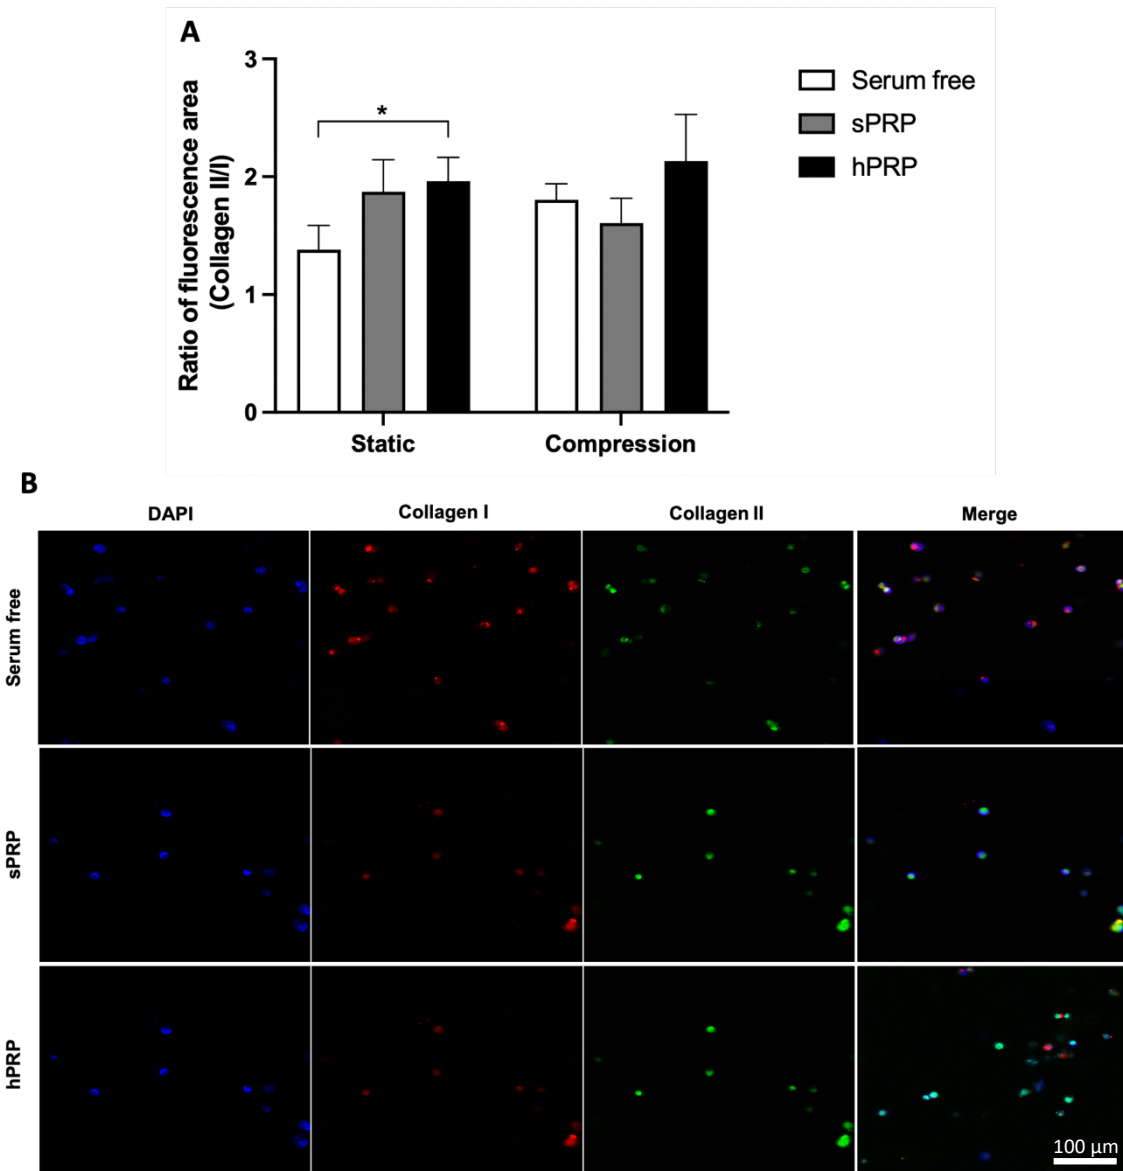 A
3
2
1
0
Ratio of fluorescence area
(Collagen II/I)
*
Static
Compression
Serum free
sPRP
hPRP
B
DAPI
Collagen I
Collagen II
Merge
Serum free
sPRP
hPRP
100 µm